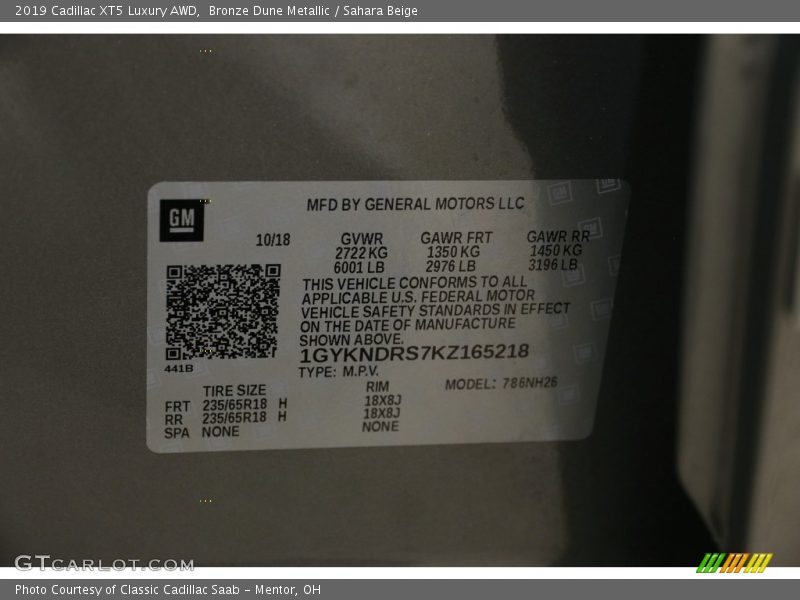 2019 Cadillac XT5 Luxury AWD,  Bronze Dune Metallic / Sahara Beige
GM
MFD BY GENERAL MOTORS LLC
10/18
GVWR GAWR FRT GAWR RR
2722 KG 1350 KG 1450 KG
6001 LB 2976 LB 3196 LB
THIS VEHICLE CONFORMS TO ALL
APPLICABLE U.S. FEDERAL MOTOR
VEHICLE SAFETY STANDARDS IN EFFECT
ON THE DATE OF MANUFACTURE
SHOWN ABOVE.
1GYKNDRS7KZ165218
TYPE: M.P.V. MODEL: 786NH26
441B
TIRE SIZE RIM
FRT 235/65R18 H 18X8J
RR 235/65R18 H 18X8J
SPA NONE NONE
GTCARLOT.COM
Photo Courtesy of Classic Cadillac Saab - Mentor, OH